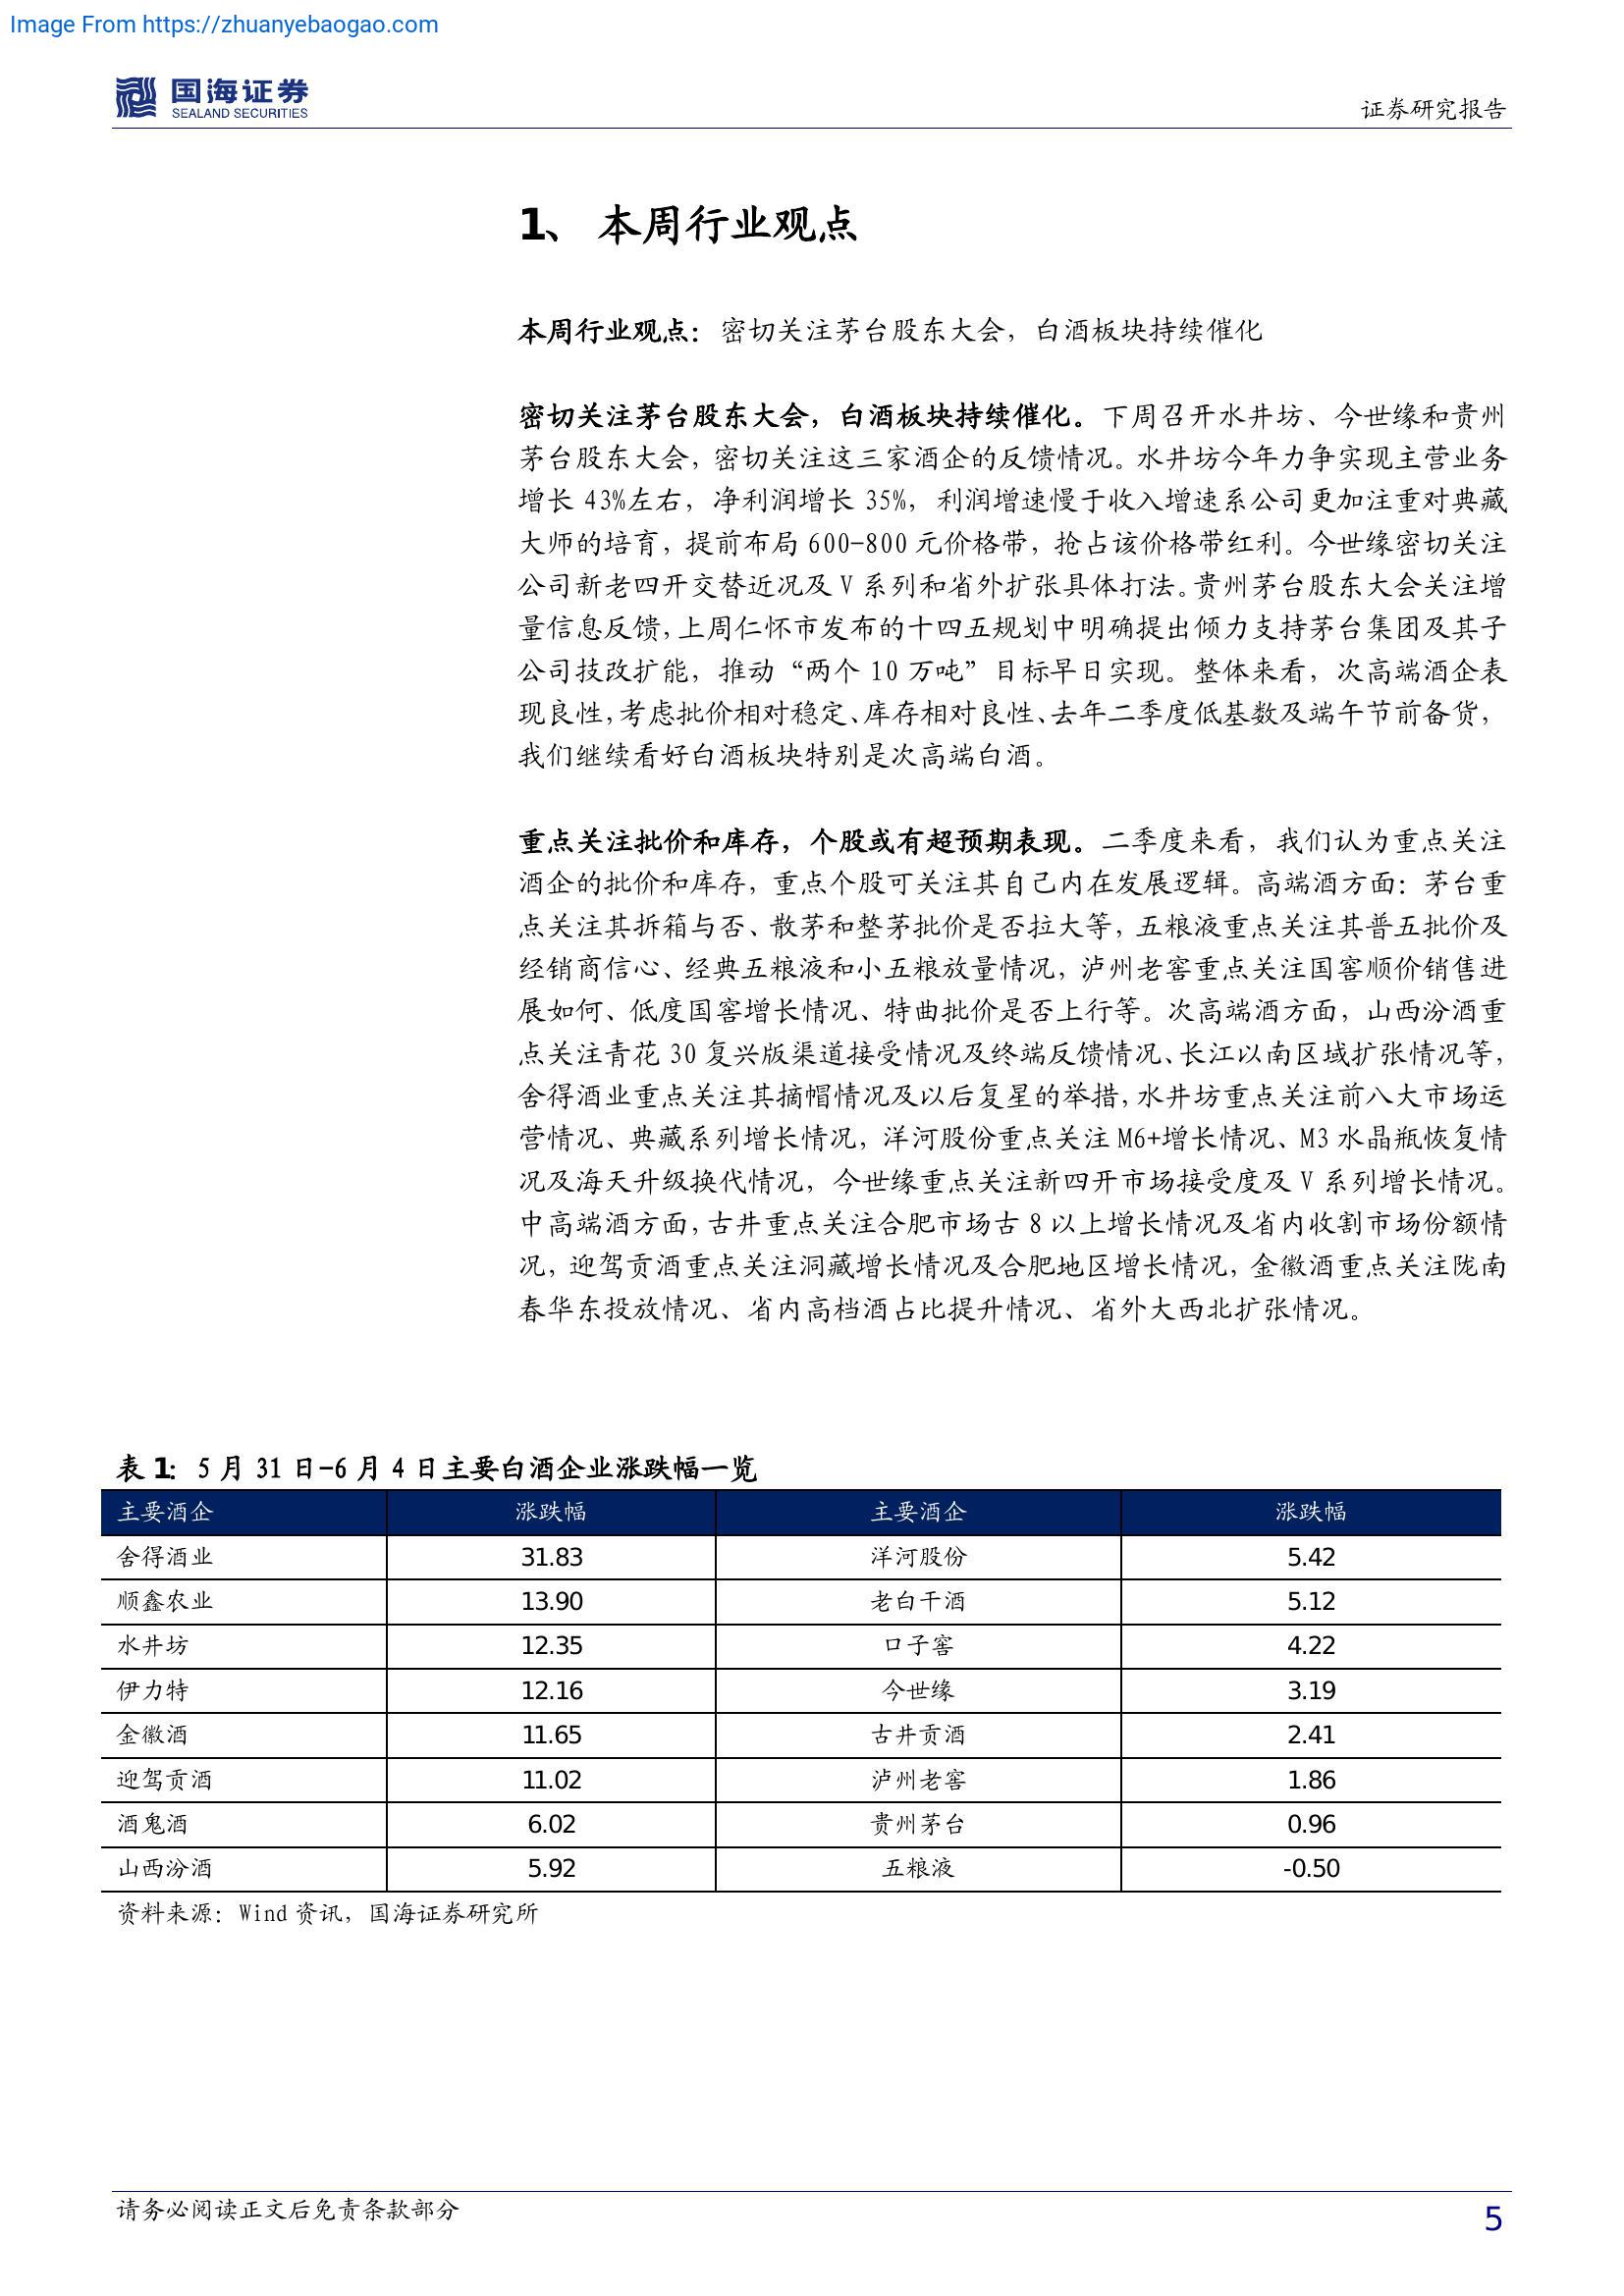 Image From https://zhuanyebaogao.com
国海证券
SEALAND SECURITIES
证券研究报告
1、 本周行业观点
本周行业观点：密切关注茅台股东大会，白酒板块持续催化
密切关注茅台股东大会，白酒板块持续催化。下周召开水井坊、今世缘和贵州
茅台股东大会，密切关注这三家酒企的反馈情况。水井坊今年力争实现主营业务
增长 43%左右，净利润增长 35%，利润增速慢于收入增速系公司更加注重对典藏
大师的培育，提前布局 600-800 元价格带，抢占该价格带红利。今世缘密切关注
公司新老四开交替近况及 V 系列和省外扩张具体打法。贵州茅台股东大会关注增
量信息反馈，上周仁怀市发布的十四五规划中明确提出倾力支持茅台集团及其子
公司技改扩能，推动“两个 10 万吨”目标早日实现。整体来看，次高端酒企表
现良性，考虑批价相对稳定、库存相对良性、去年二季度低基数及端午节前备货，
我们继续看好白酒板块特别是次高端白酒。
重点关注批价和库存，个股或有超预期表现。二季度来看，我们认为重点关注
酒企的批价和库存，重点个股可关注其自己内在发展逻辑。高端酒方面：茅台重
点关注其拆箱与否、散茅和整茅批价是否拉大等，五粮液重点关注其普五批价及
经销商信心、经典五粮液和小五粮放量情况，泸州老窖重点关注国窖顺价销售进
展如何、低度国窖增长情况、特曲批价是否上行等。次高端酒方面，山西汾酒重
点关注青花 30 复兴版渠道接受情况及终端反馈情况、长江以南区域扩张情况等，
舍得酒业重点关注其摘帽情况及以后复星的举措，水井坊重点关注前八大市场运
营情况、典藏系列增长情况，洋河股份重点关注 M6+增长情况、M3 水晶瓶恢复情
况及海天升级换代情况，今世缘重点关注新四开市场接受度及 V 系列增长情况。
中高端酒方面，古井重点关注合肥市场古 8 以上增长情况及省内收割市场份额情
况，迎驾贡酒重点关注洞藏增长情况及合肥地区增长情况，金徽酒重点关注陇南
春华东投放情况、省内高档酒占比提升情况、省外大西北扩张情况。
表 1: 5 月 31 日-6 月 4 日主要白酒企业涨跌幅一览
主要酒企 涨跌幅 主要酒企 涨跌幅
舍得酒业 31.83 洋河股份 5.42
顺鑫农业 13.90 老白干酒 5.12
水井坊 12.35 口子窖 4.22
伊力特 12.16 今世缘 3.19
金徽酒 11.65 古井贡酒 2.41
迎驾贡酒 11.02 泸州老窖 1.86
酒鬼酒 6.02 贵州茅台 0.96
山西汾酒 5.92 五粮液 -0.50
资料来源：Wind 资讯，国海证券研究所
请务必阅读正文后免责条款部分
5